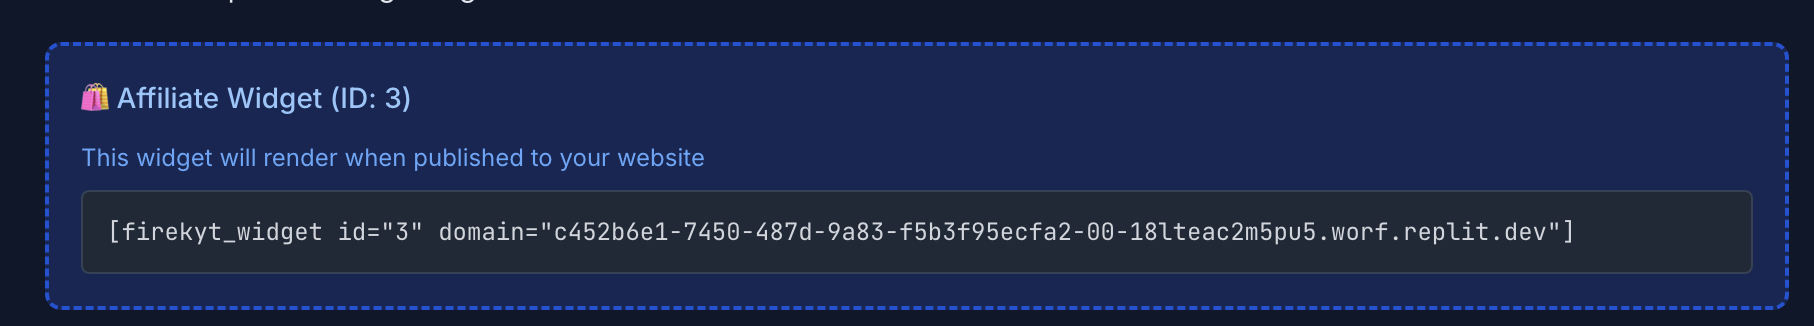 🛍️ Affiliate Widget (ID: 3)
This widget will render when published to your website
[firekyt_widget id="3" domain="c452b6e1-7450-487d-9a83-f5b3f95ecfa2-00-18lteac2m5pu5.worf.replit.dev"]